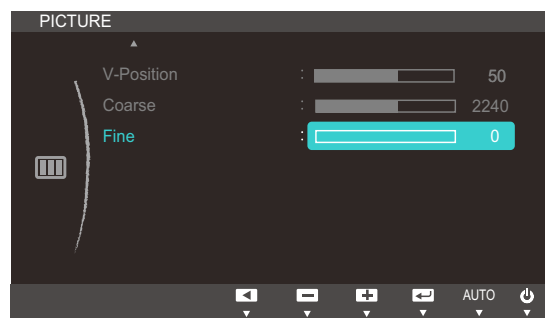 PICTURE
V-Position : 50
Coarse : 2240
Fine : 0
AUTO